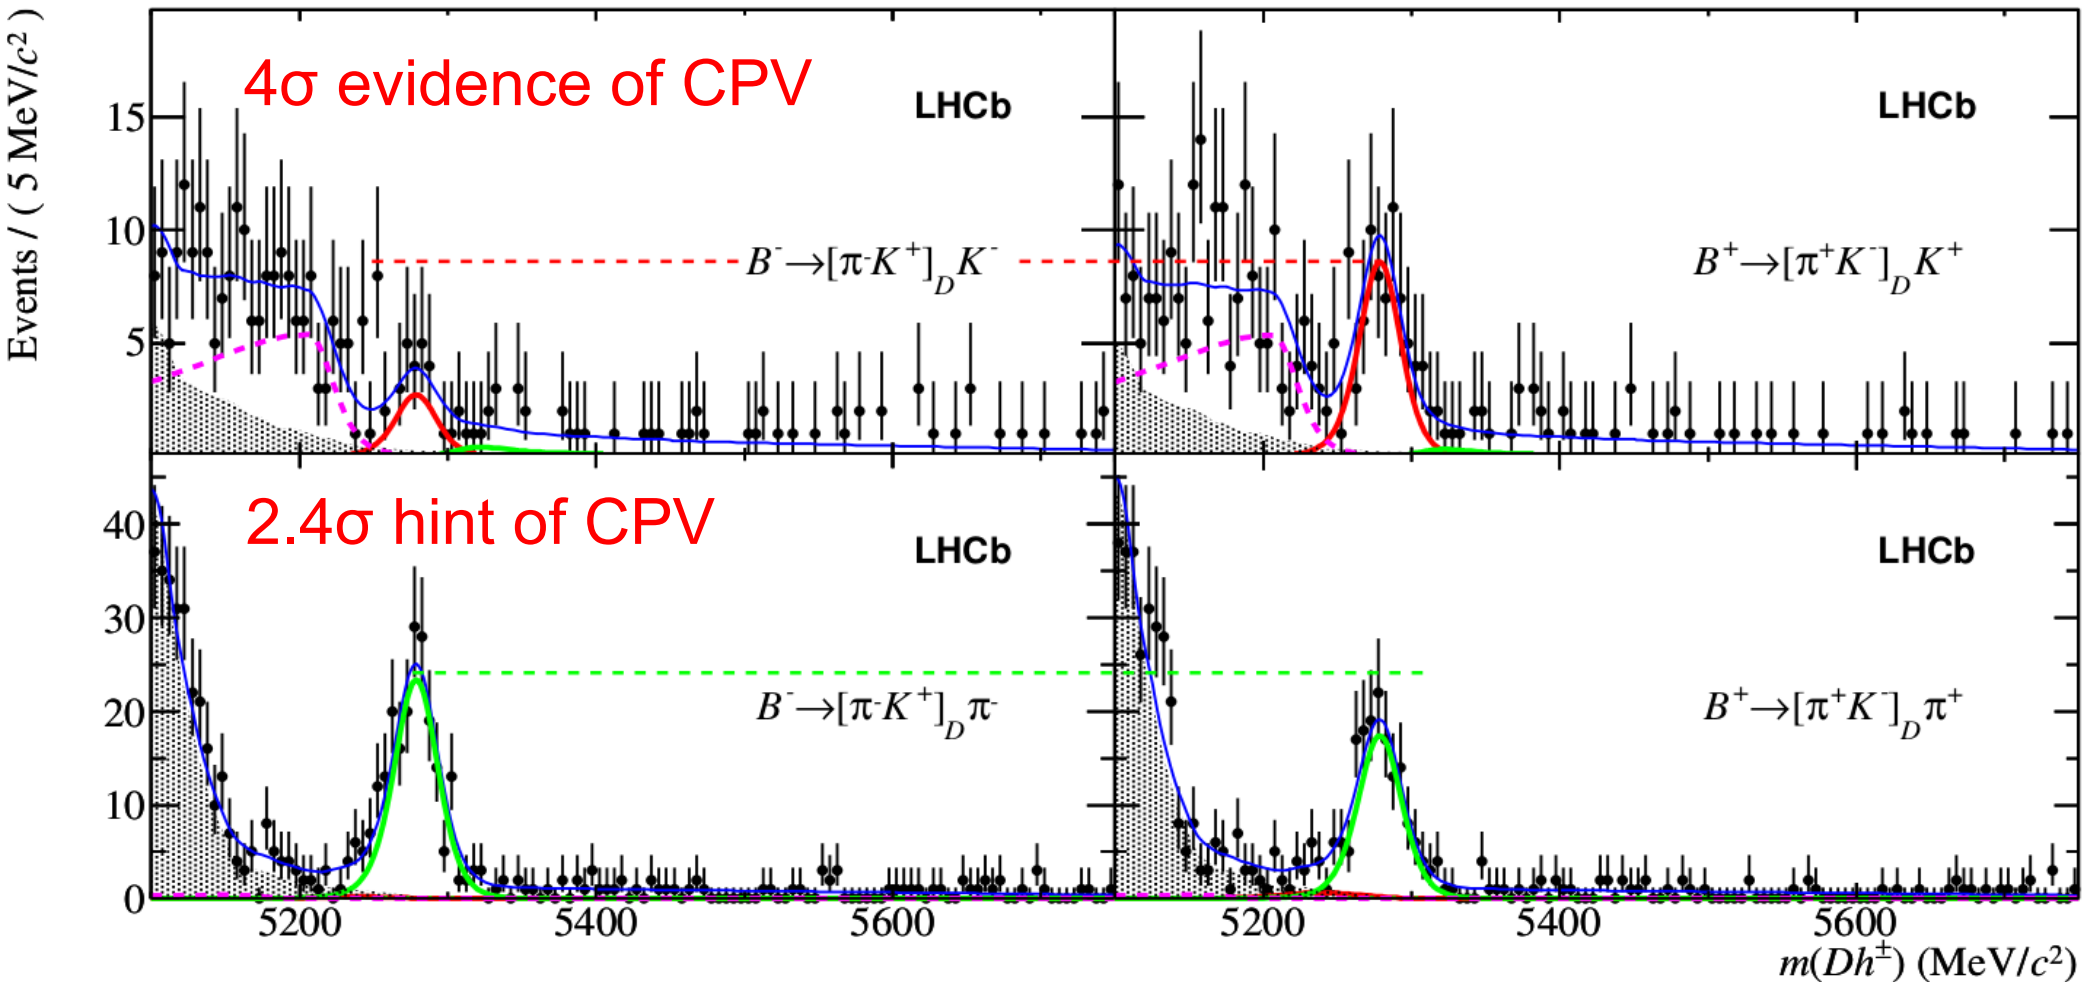 Events / ( 5 MeV/c² )
4σ evidence of CPV
LHCb
LHCb
15
10
5
B⁻→[π⁻K⁺]_D K⁻
B⁺→[π⁺K⁻]_D K⁺
2.4σ hint of CPV
LHCb
LHCb
40
30
20
10
0
B⁻→[π⁻K⁺]_D π⁻
B⁺→[π⁺K⁻]_D π⁺
5200 5400 5600 5200 5400 5600
m(Dh±) (MeV/c²)